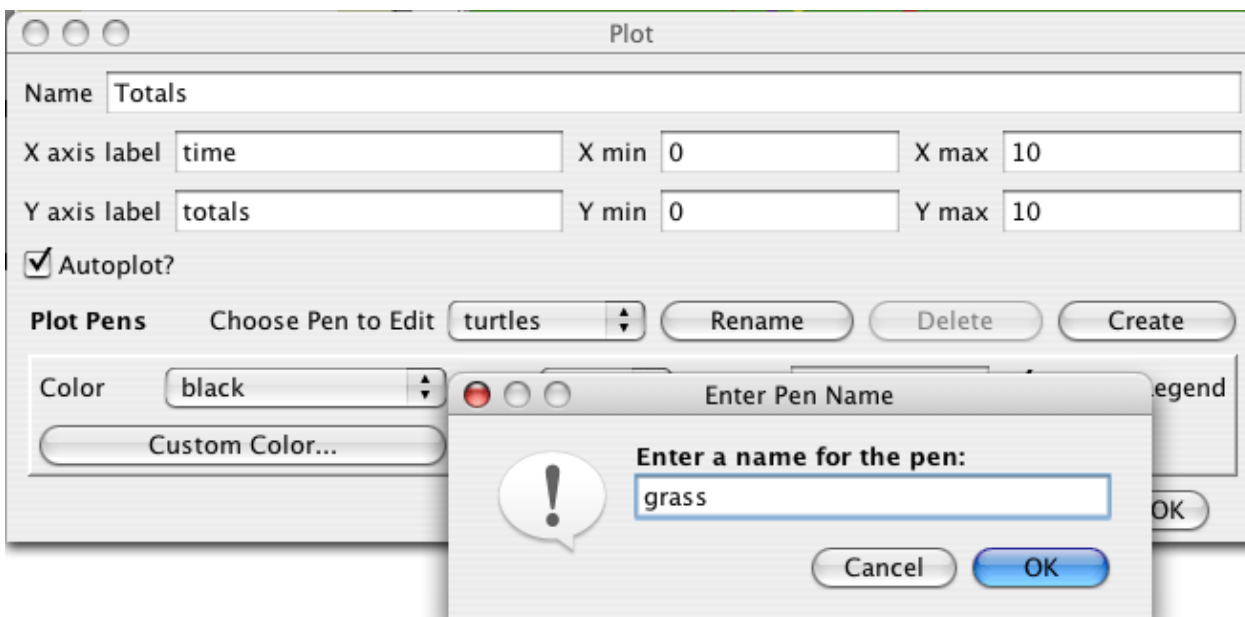 Plot
Name Totals
X axis label time X min 0 X max 10
Y axis label totals Y min 0 Y max 10
Autoplot?
Plot Pens Choose Pen to Edit turtles Rename Delete Create
Color black
Enter Pen Name
egend
Custom Color...
Enter a name for the pen:
grass
OK
Cancel OK